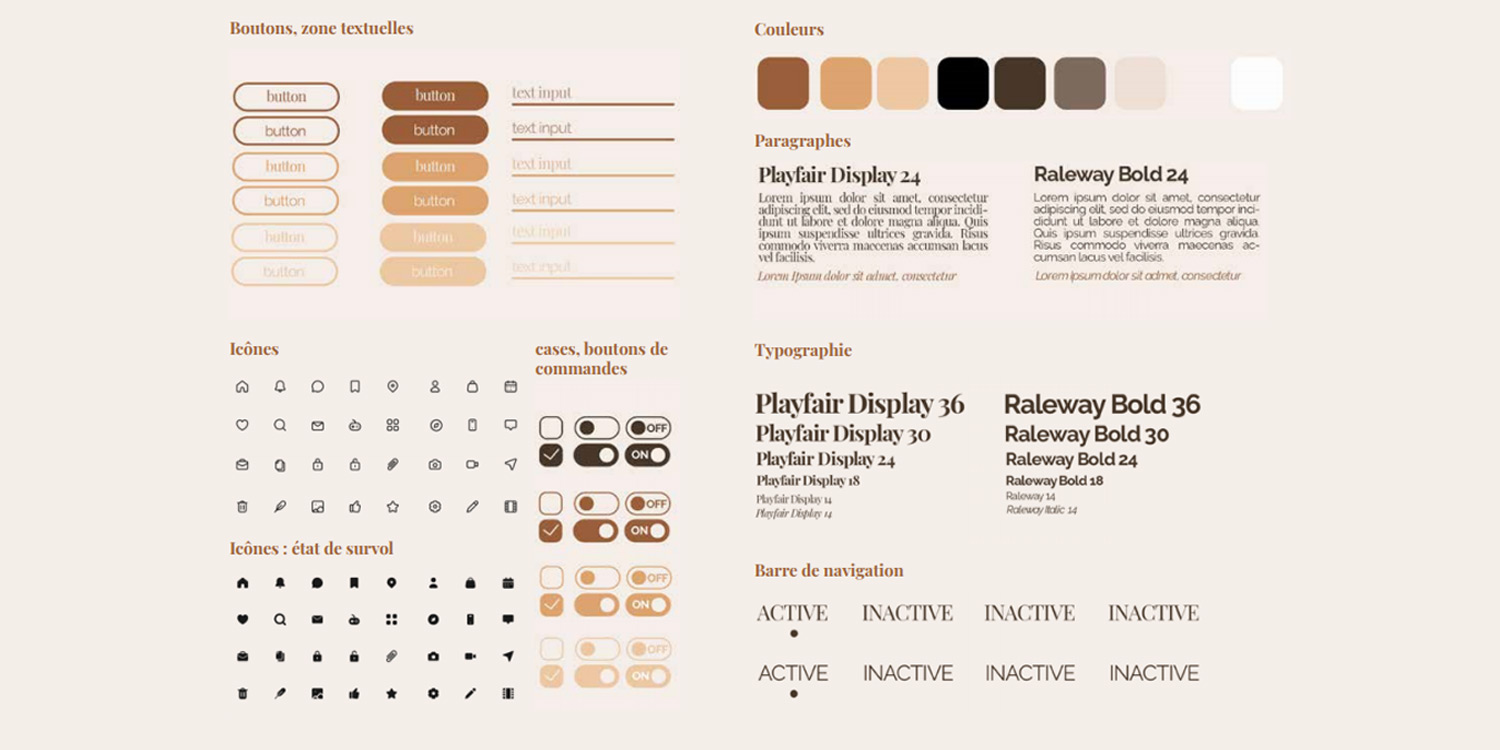 Boutons, zone textuelles
button
button
text input
button
button
text input
button
button
text input
button
button
text input
button
button
text input
button
button
text input
Couleurs
Paragraphes
Playfair Display 24
Lorem ipsum dolor sit amet, consectetur
adipiscing elit, sed do eiusmod tempor incidi-
dunt ut labore et dolore magna aliqua. Quis
ipsum suspendisse ultrices gravida. Risus
commodo viverra maecenas accumsan lacus
vel facilisis.
Lorem Ipsum dolor sit admet, consectetur
Raleway Bold 24
Lorem ipsum dolor sit amet, consectetur
adipiscing elit, sed do eiusmod tempor inci-
didunt ut labore et dolore magna aliqua.
Quis ipsum suspendisse ultrices gravida.
Risus commodo viverra maecenas ac-
cumsan lacus vel facilisis.
Lorem Ipsum dolor sit admet, consectetur
Icônes
Icônes : état de survol
cases, boutons de
commandes
OFF
ON
OFF
ON
OFF
ON
OFF
ON
Typographie
Playfair Display 36
Playfair Display 30
Playfair Display 24
Playfair Display 18
Playfair Display 14
Playfair Display 14
Raleway Bold 36
Raleway Bold 30
Raleway Bold 24
Raleway Bold 18
Raleway 14
Raleway Italic 14
Barre de navigation
ACTIVE INACTIVE INACTIVE INACTIVE
ACTIVE INACTIVE INACTIVE INACTIVE